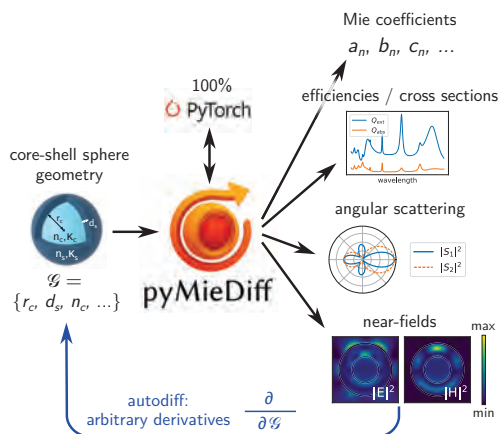 Mie coefficients
aₙ, bₙ, cₙ, ...
100%
PyTorch
efficiencies / cross sections
Q_ext
Q_abs
wavelength
core-shell sphere
geometry
r_c
d_s
n_c, K_c
n_s, K_s
𝒢 =
{r_c, d_s, n_c, ...}
pyMieDiff
angular scattering
|S₁|²
|S₂|²
near-fields
|E|²
|H|²
max
min
autodiff:
arbitrary derivatives
∂
∂𝒢